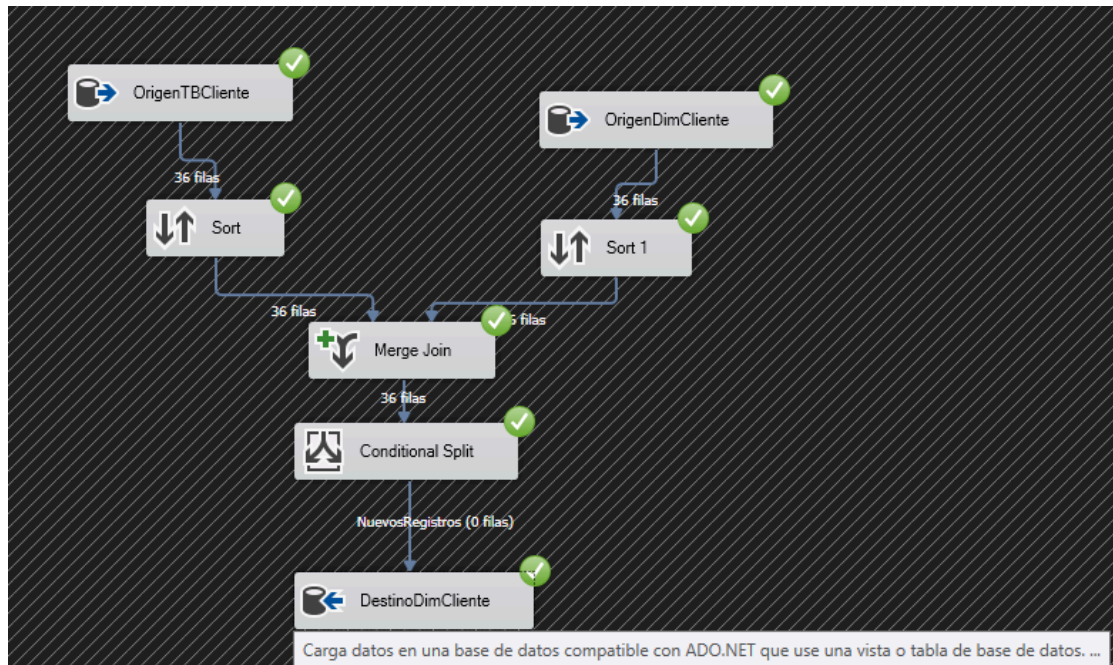 OrigenTBCliente
OrigenDimCliente
36 filas
36 filas
Sort
Sort 1
36 filas
filas
Merge Join
36 filas
Conditional Split
NuevosRegistros (0 filas)
DestinoDimCliente
Carga datos en una base de datos compatible con ADO.NET que use una vista o tabla de base de datos. ...